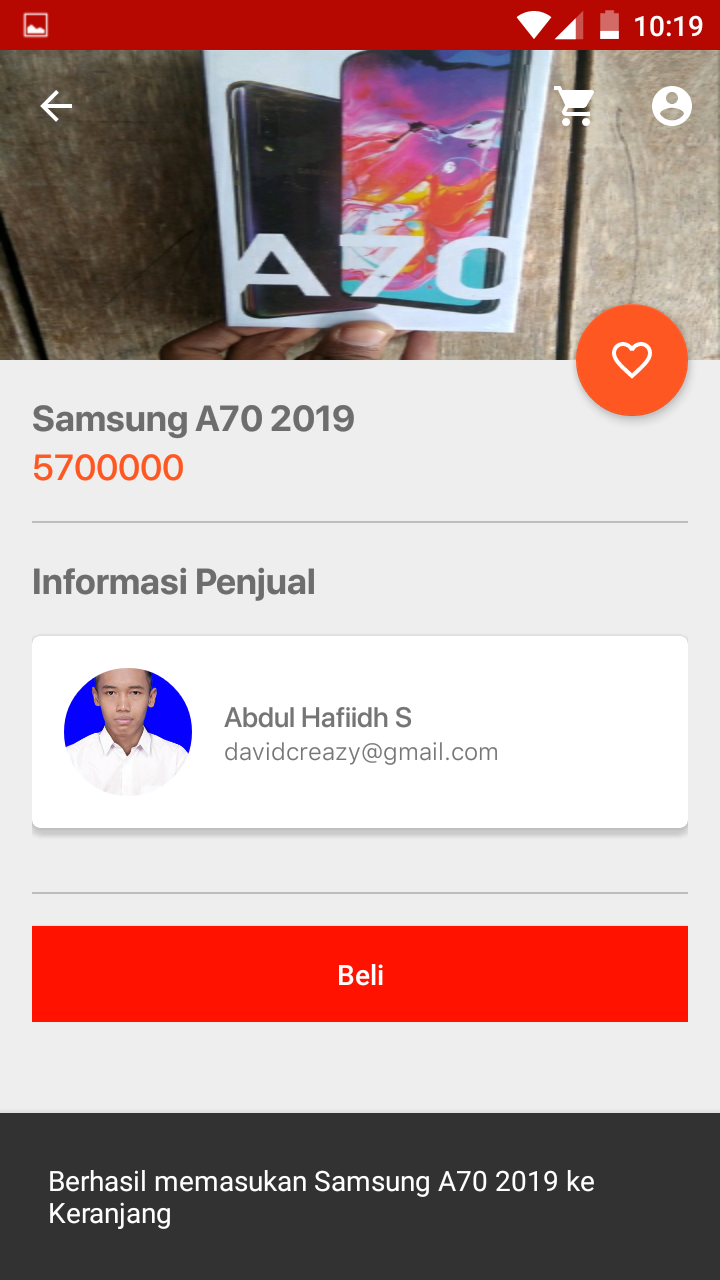 10:19
A70
Samsung A70 2019
5700000
Informasi Penjual
Abdul Hafiidh S
davidcreazy@gmail.com
Beli
Berhasil memasukan Samsung A70 2019 ke
Keranjang